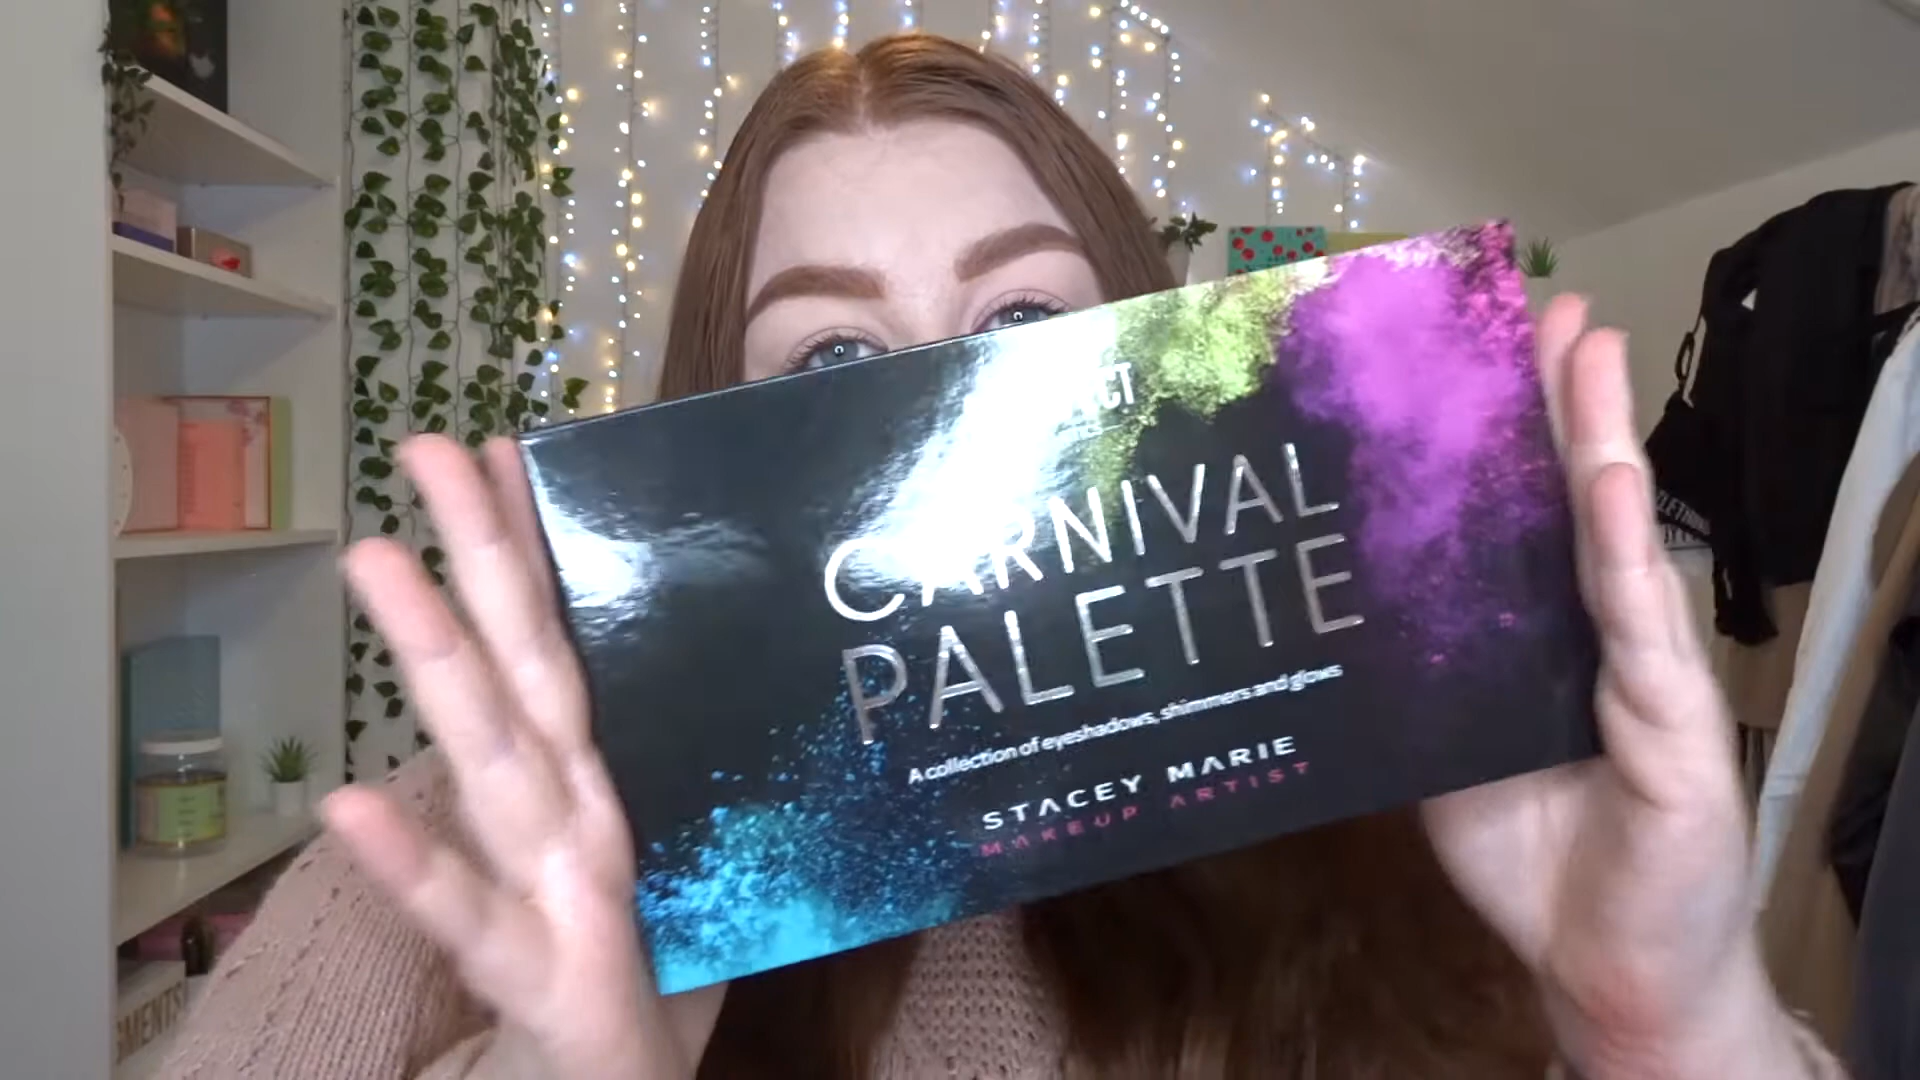 CARNIVAL
PALETTE
A collection of eyeshadows, shimmers and glows
STACEY MARIE
MAKEUP ARTIST